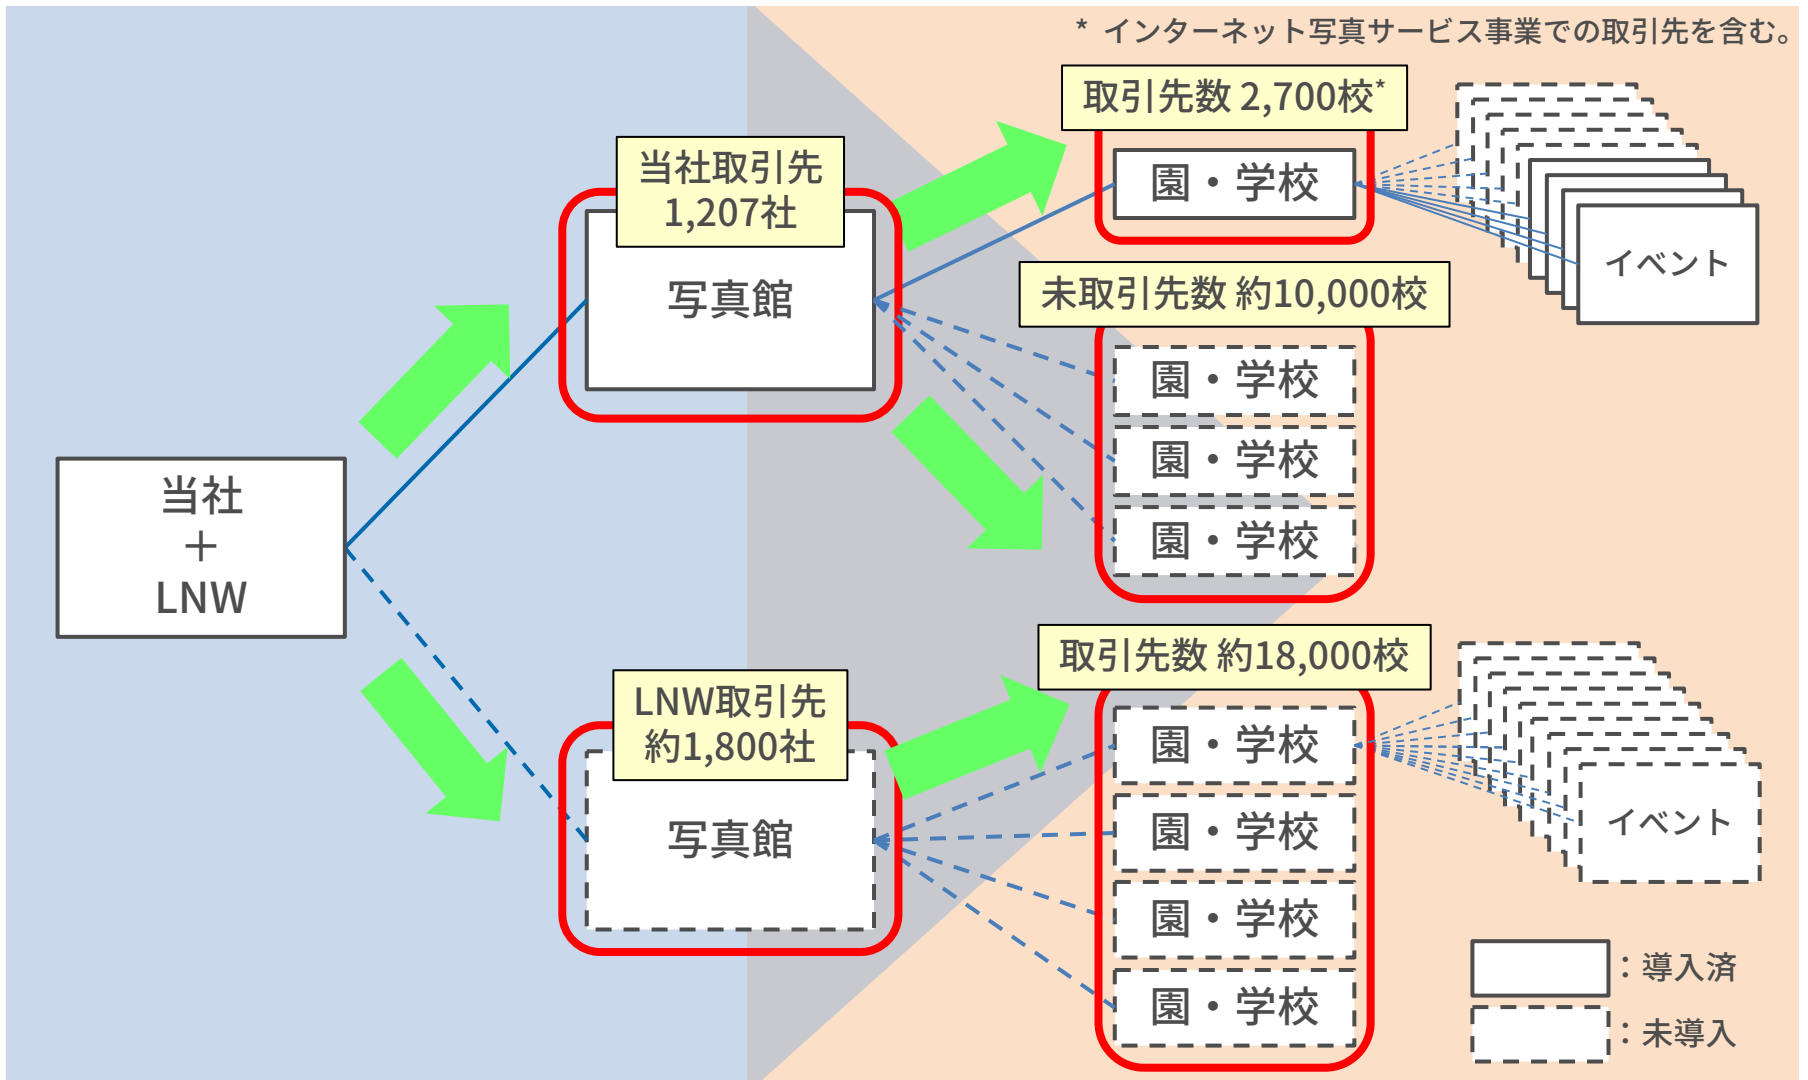 * インターネット写真サービス事業での取引先を含む。
取引先数 2,700校*
園・学校
イベント
当社取引先
1,207社
写真館
未取引先数 約10,000校
園・学校
園・学校
園・学校
当社
＋
LNW
取引先数 約18,000校
LNW取引先
約1,800社
写真館
園・学校
園・学校
園・学校
園・学校
イベント
：導入済
：未導入